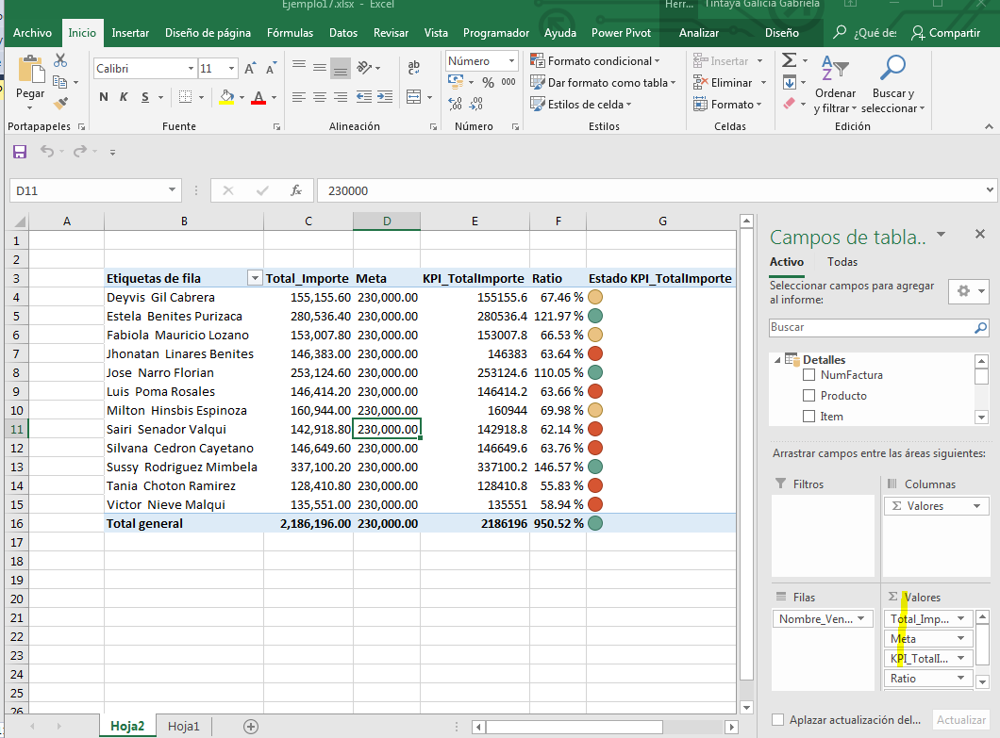 Ejemplo17.xlsx - Excel
Herr...
Tintaya Galicia Gabriela
Archivo Inicio Insertar Diseño de página Fórmulas Datos Revisar Vista Programador Ayuda Power Pivot Analizar Diseño ¿Qué de: Compartir
Pegar
Calibri 11
N K S
Número
% 000
Formato condicional
Dar formato como tabla
Estilos de celda
Insertar
Eliminar
Formato
Ordenar y filtrar
Buscar y seleccionar
Portapapeles Fuente Alineación Número Estilos Celdas Edición
D11 fx 230000
A B C D E F G
1
2
3 Etiquetas de fila Total_Importe Meta KPI_TotalImporte Ratio Estado KPI_TotalImporte
4 Deyvis Gil Cabrera 155,155.60 230,000.00 155155.6 67.46 %
5 Estela Benites Purizaca 280,536.40 230,000.00 280536.4 121.97 %
6 Fabiola Mauricio Lozano 153,007.80 230,000.00 153007.8 66.53 %
7 Jhonatan Linares Benites 146,383.00 230,000.00 146383 63.64 %
8 Jose Narro Florian 253,124.60 230,000.00 253124.6 110.05 %
9 Luis Poma Rosales 146,414.20 230,000.00 146414.2 63.66 %
10 Milton Hinsbis Espinoza 160,944.00 230,000.00 160944 69.98 %
11 Sairi Senador Valqui 142,918.80 230,000.00 142918.8 62.14 %
12 Silvana Cedron Cayetano 146,649.60 230,000.00 146649.6 63.76 %
13 Sussy Rodriguez Mimbela 337,100.20 230,000.00 337100.2 146.57 %
14 Tania Choton Ramirez 128,410.80 230,000.00 128410.8 55.83 %
15 Victor Nieve Malqui 135,551.00 230,000.00 135551 58.94 %
16 Total general 2,186,196.00 230,000.00 2186196 950.52 %
17
18
19
20
21
22
23
24
25
26
Hoja2 Hoja1
Campos de tabla..
Activo Todas
Seleccionar campos para agregar
al informe:
Buscar
Detalles
NumFactura
Producto
Item
Arrastrar campos entre las áreas siguientes:
Filtros
Columnas
Σ Valores
Filas
Nombre_Ven...
Σ Valores
Total_Imp...
Meta
KPI_TotalI...
Ratio
Aplazar actualización del...
Actualizar